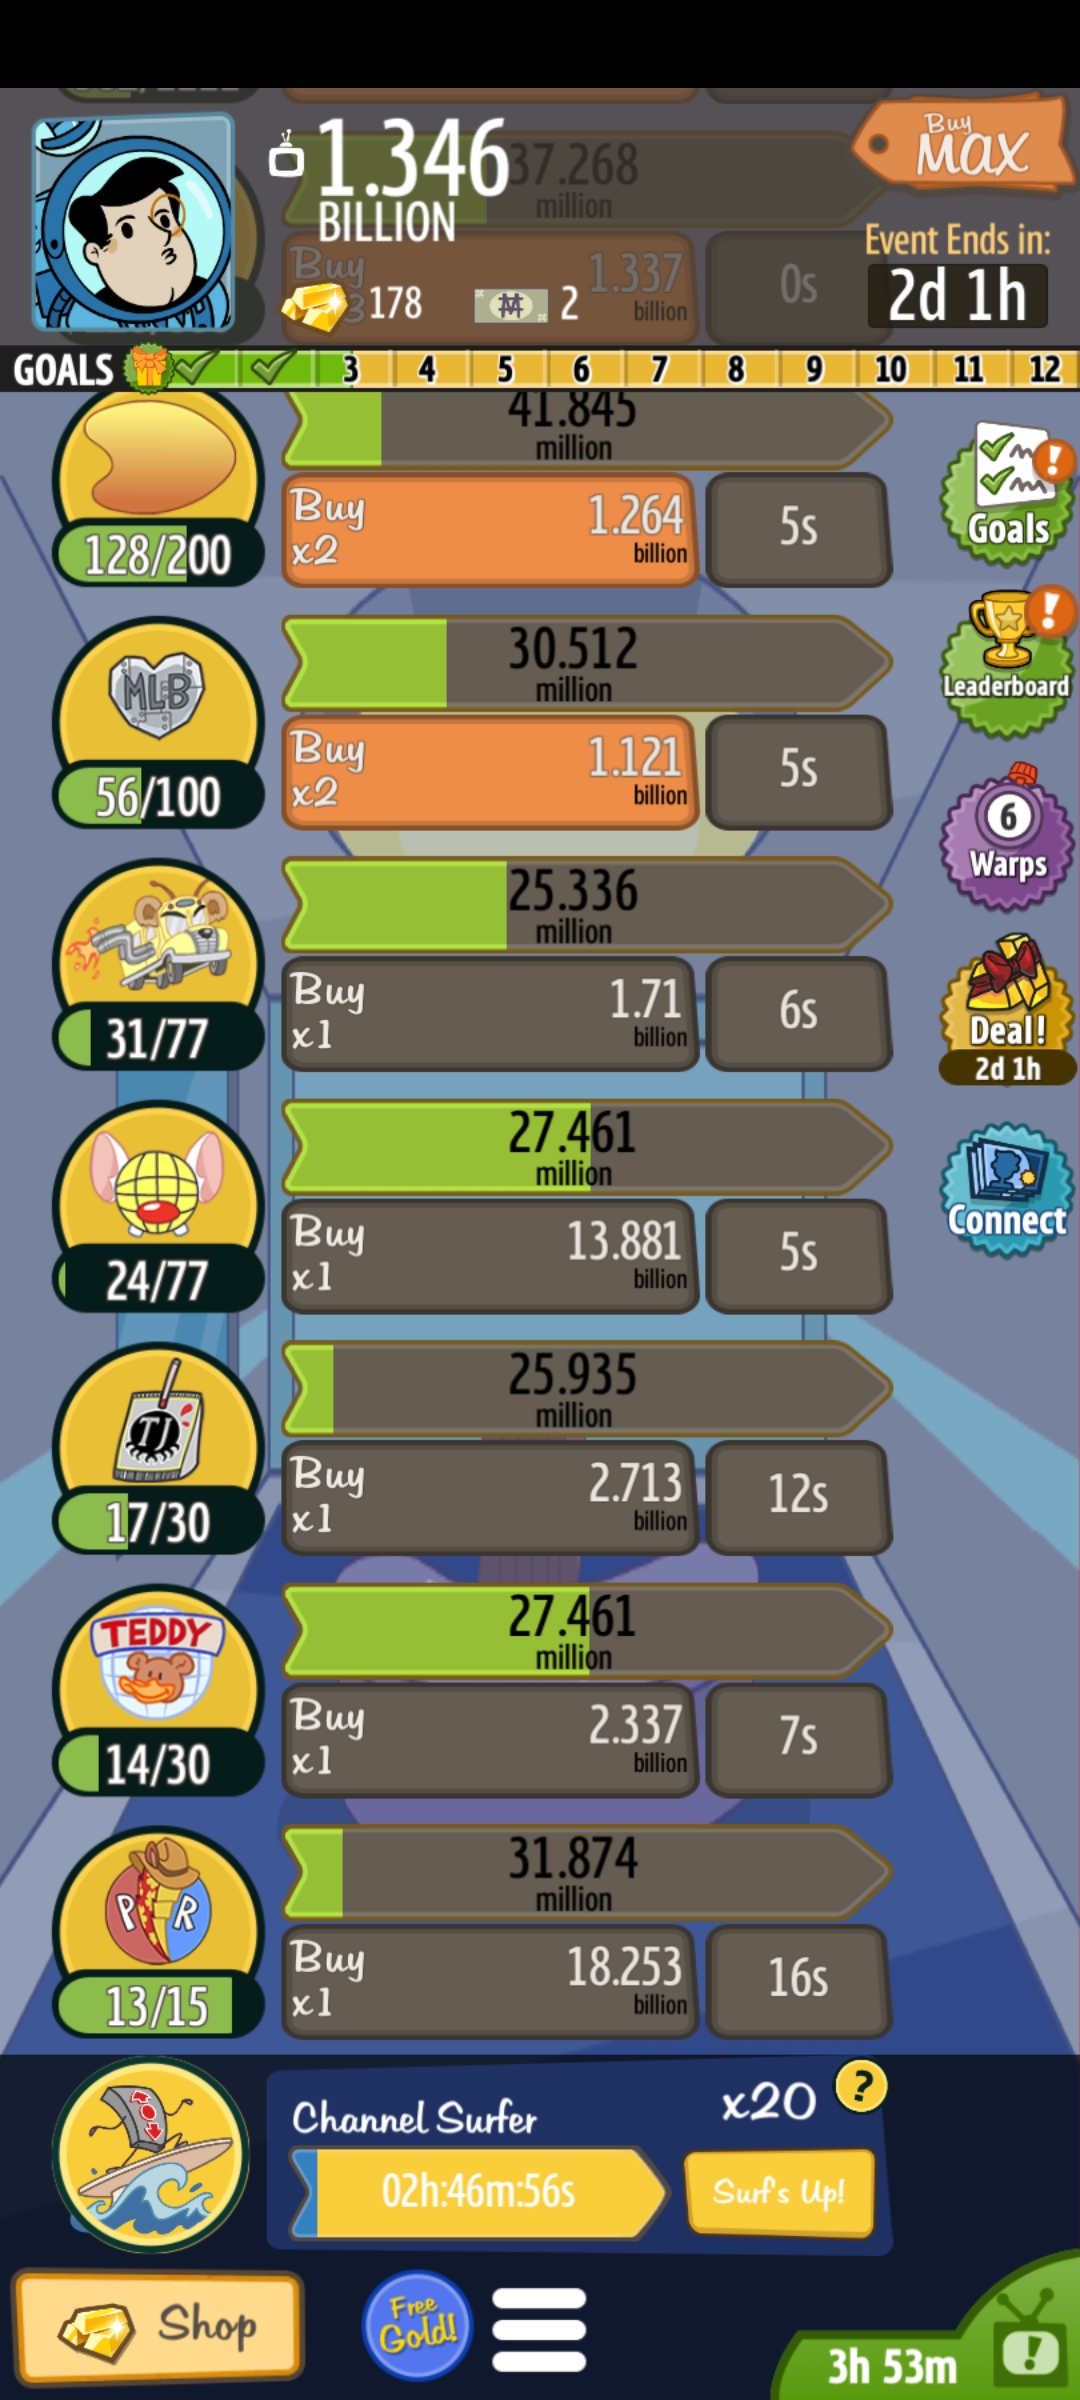 1.346
BILLION
37.268
million
Buy
MAX
Event Ends in:
2d 1h
Buy
1.337
billion
0s
178
2
GOALS 3 4 5 6 7 8 9 10 11 12
41.845
million
128/200
Buy
x2
1.264
billion
5s
Goals
MLB
56/100
30.512
million
Buy
x2
1.121
billion
5s
Leaderboard
31/77
25.336
million
Buy
x1
1.71
billion
6s
6
Warps
Deal!
2d 1h
24/77
27.461
million
Buy
x1
13.881
billion
5s
Connect
TJ
17/30
25.935
million
Buy
x1
2.713
billion
12s
TEDDY
14/30
27.461
million
Buy
x1
2.337
billion
7s
P R
13/15
31.874
million
Buy
x1
18.253
billion
16s
Channel Surfer
x20
?
02h:46m:56s
Surf's Up!
Shop
Free
Gold!
3h 53m